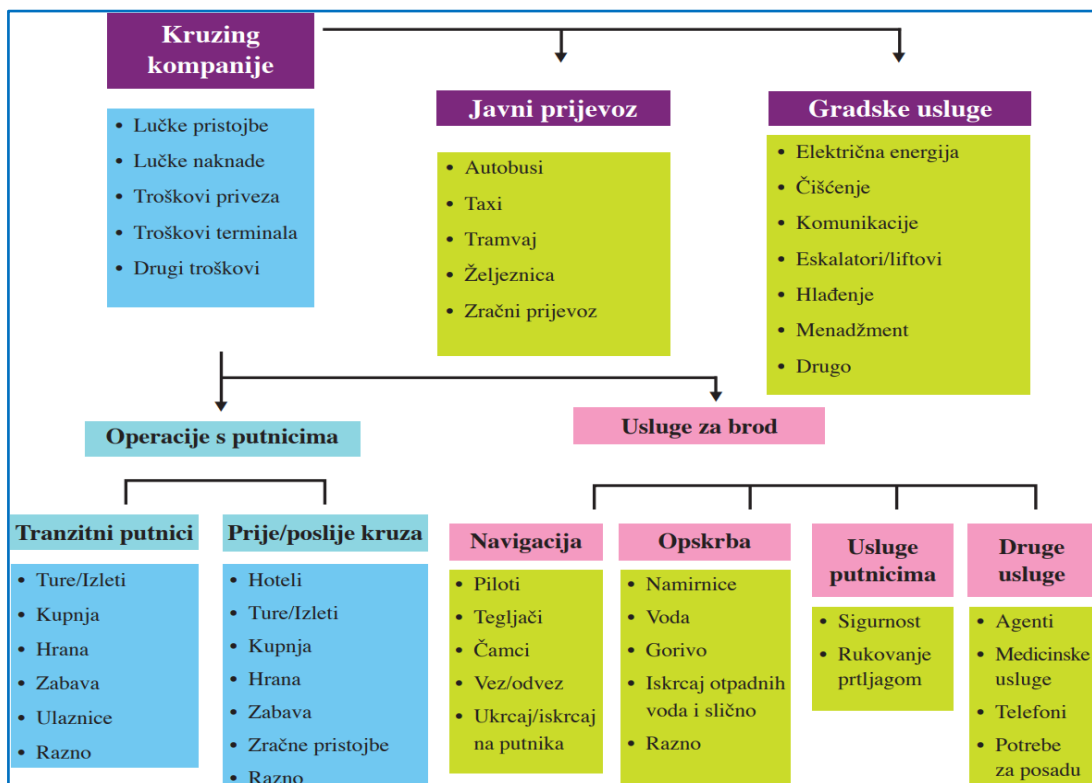 Kruzing
kompanije
• Lučke pristojbe
• Lučke naknade
• Troškovi priveza
• Troškovi terminala
• Drugi troškovi
Javni prijevoz
• Autobusi
• Taxi
• Tramvaj
• Željeznica
• Zračni prijevoz
Gradske usluge
• Električna energija
• Čišćenje
• Komunikacije
• Eskalatori/liftovi
• Hlađenje
• Menadžment
• Drugo
Operacije s putnicima
Usluge za brod
Tranzitni putnici
• Ture/Izleti
• Kupnja
• Hrana
• Zabava
• Ulaznice
• Razno
Prije/poslije kruza
• Hoteli
• Ture/Izleti
• Kupnja
• Hrana
• Zabava
• Zračne pristojbe
• Razno
Navigacija
• Piloti
• Tegljači
• Čamci
• Vez/odvez
• Ukrcaj/iskrcaj
na putnika
Opskrba
• Namirnice
• Voda
• Gorivo
• Iskrcaj otpadnih
voda i slično
• Razno
Usluge
putnicima
• Sigurnost
• Rukovanje
prtljagom
Druge
usluge
• Agenti
• Medicinske
usluge
• Telefoni
• Potrebe
za posadu